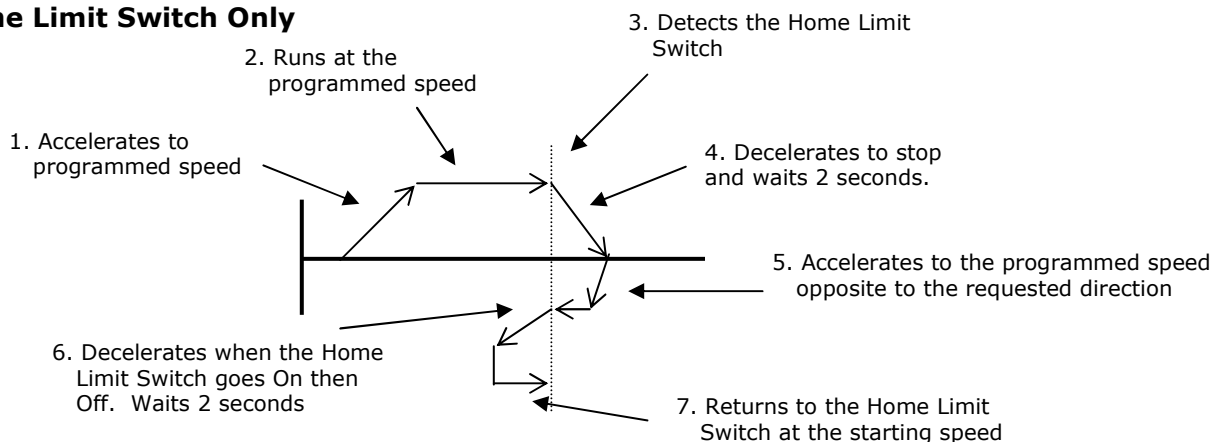 ne Limit Switch Only
3. Detects the Home Limit
Switch
2. Runs at the
programmed speed
1. Accelerates to
programmed speed
4. Decelerates to stop
and waits 2 seconds.
5. Accelerates to the programmed speed
opposite to the requested direction
6. Decelerates when the Home
Limit Switch goes On then
Off. Waits 2 seconds
7. Returns to the Home Limit
Switch at the starting speed